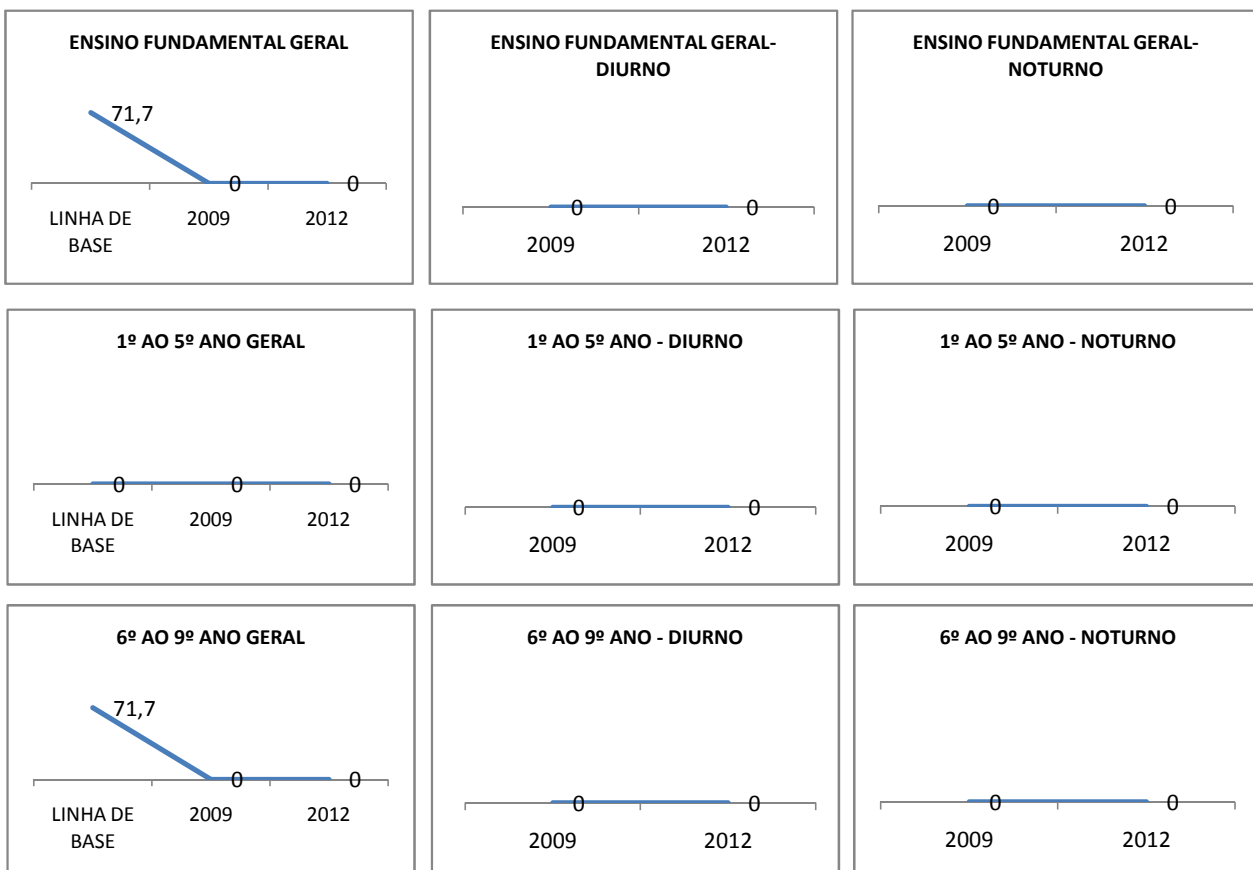 ENSINO FUNDAMENTAL GERAL
71,7
0
0
LINHA DE
BASE
2009
2012
ENSINO FUNDAMENTAL GERAL-
DIURNO
0
0
2009
2012
ENSINO FUNDAMENTAL GERAL-
NOTURNO
0
0
2009
2012
1º AO 5º ANO GERAL
0
0
0
LINHA DE
BASE
2009
2012
1º AO 5º ANO - DIURNO
0
0
2009
2012
1º AO 5º ANO - NOTURNO
0
0
2009
2012
6º AO 9º ANO GERAL
71,7
0
0
LINHA DE
BASE
2009
2012
6º AO 9º ANO - DIURNO
0
0
2009
2012
6º AO 9º ANO - NOTURNO
0
0
2009
2012